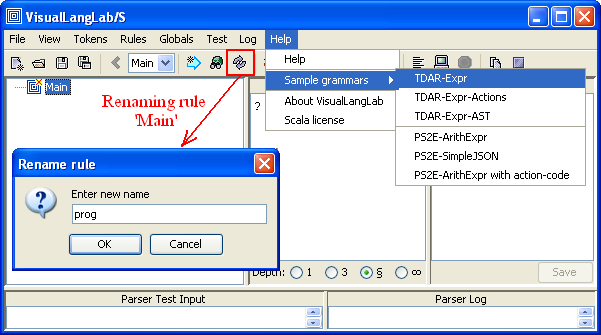 VisualLangLab/S
File View Tokens Rules Globals Test Log Help
Main
Help
Sample grammars
About VisualLangLab
Scala license
TDAR-Expr
TDAR-Expr-Actions
TDAR-Expr-AST
PS2E-ArithExpr
PS2E-SimpleJSON
PS2E-ArithExpr with action-code
Main
?
Renaming rule
'Main'
Rename rule
Enter new name
prog
OK Cancel
Depth: 1 3 § ∞
Save
Parser Test Input Parser Log